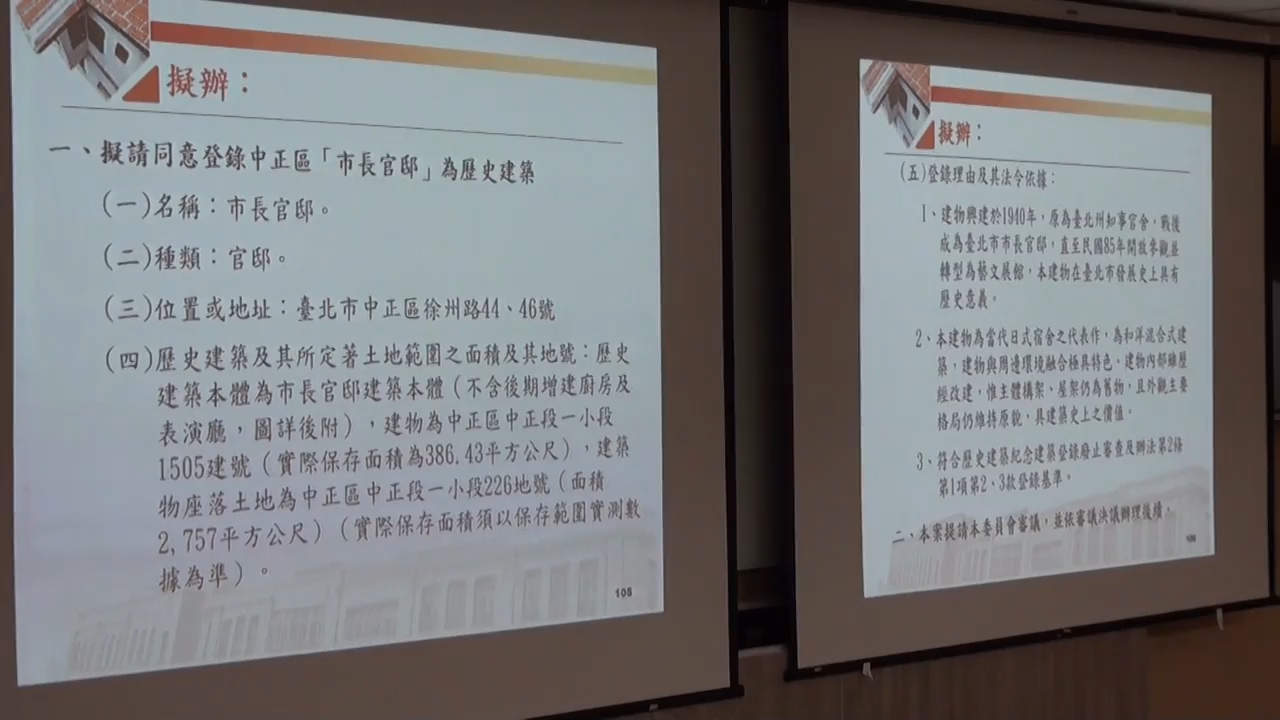 擬辦：
一、擬請同意登錄中正區「市長官邸」為歷史建築
(一)名稱：市長官邸。
(二)種類：官邸。
(三)位置或地址：臺北市中正區徐州路44、46號
(四)歷史建築及其所定著土地範圍之面積及其地號：歷史
建築本體為市長官邸建築本體（不含後期增建廚房及
表演廳，圖詳後附），建物為中正區中正段一小段
1505建號（實際保存面積為386.43平方公尺），建築
物座落土地為中正區中正段一小段226地號（面積
2,757平方公尺）（實際保存面積須以保存範圍實測數
據為準）。
108
擬辦：
(五)登錄理由及其法令依據：
1、建物興建於1940年，原為臺北州知事官舍，戰後
成為臺北市市長官邸，直至民國85年開放參觀並
轉型為藝文展館，本建物在臺北市發展史上具有
歷史意義。
2、本建物為當代日式宿舍之代表作，為和洋混合式建
築，建物與周邊環境融合極具特色。建物內部雖歷
經改建，惟主體構架、屋架仍為舊物，且外觀主要
格局仍維持原貌，具建築史上之價值。
3、符合歷史建築紀念建築登錄廢止審查及辦法第2條
第1項第2、3款登錄基準。
二、本案提請本委員會審議，並依審議決議辦理後續。
109